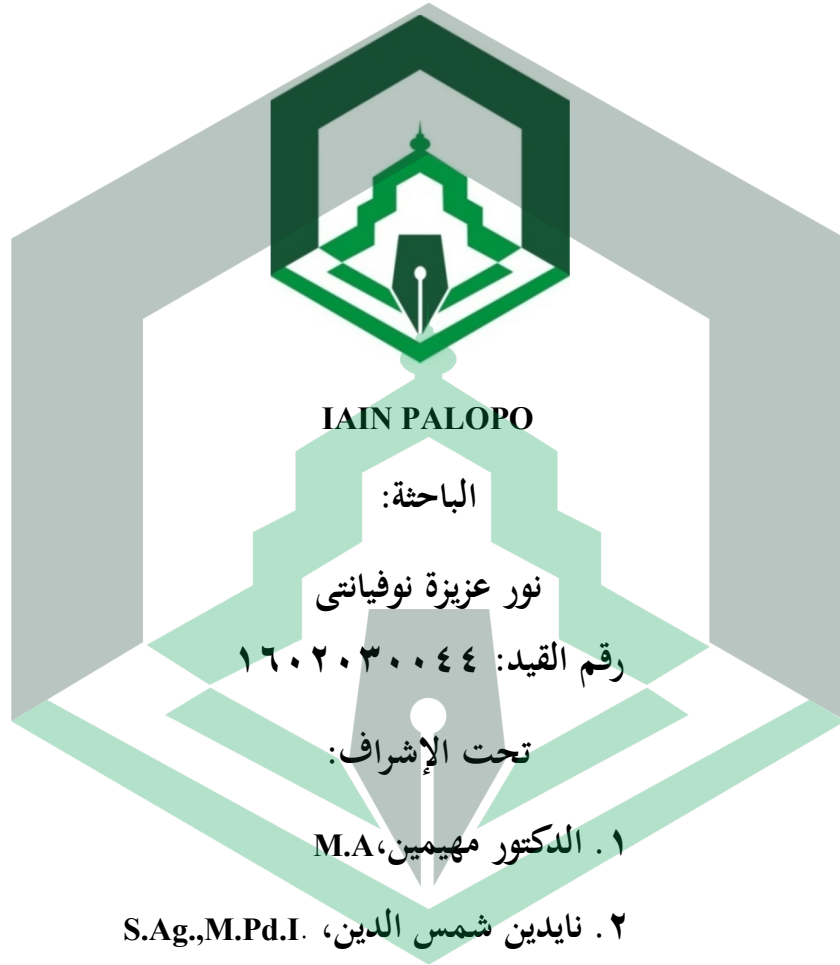 IAIN PALOPO
الباحثة:
نور عزيزة نوفيانتى
رقم القيد: ١٦٠٢٠٣٠٠٤٤
تحت الإشراف:
١. الدكتور مهيمين،M.A
٢. نايدين شمس الدين، S.Ag.,M.Pd.I.